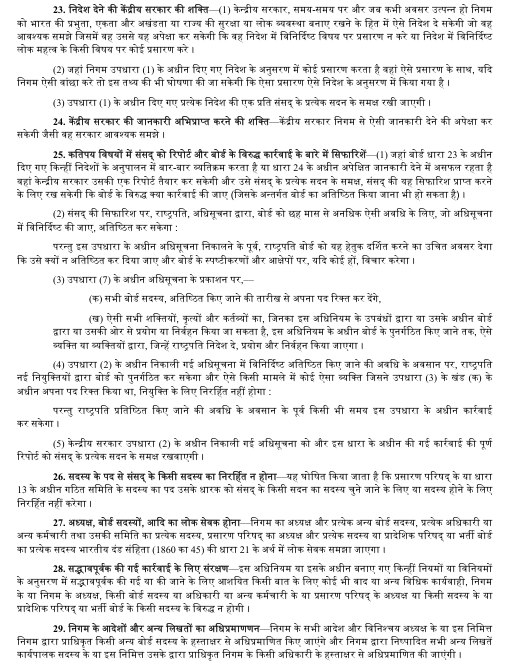 23. निदेश देने की केंद्रीय सरकार की शक्ति—(1) केन्द्रीय सरकार, समय-समय पर और जब कभी अवसर उत्पन्न हो निगम
को भारत की प्रभुता, एकता और अखंडता या राज्य की सुरक्षा या लोक व्यवस्था बनाए रखने के हित में ऐसे निदेश दे सकेगी जो वह
आवश्यक समझे जिसमें वह उससे यह अपेक्षा कर सकेगी कि वह निदेश में विनिर्दिष्ट विषय पर प्रसारण न करे या निदेश में विनिर्दिष्ट
लोक महत्व के किसी विषय पर कोई प्रसारण करे।
(2) जहां निगम उपधारा (1) के अधीन दिए गए निदेश के अनुसरण में कोई प्रसारण करता है वहां ऐसे प्रसारण के साथ, यदि
निगम ऐसी वांछा करे तो इस तथ्य की भी घोषणा की जा सकेगी कि ऐसा प्रसारण ऐसे निदेश के अनुसरण में किया गया है।
(3) उपधारा (1) के अधीन दिए गए प्रत्येक निदेश की एक प्रति संसद के प्रत्येक सदन के समक्ष रखी जाएगी।
24. केंद्रीय सरकार की जानकारी अभिप्राप्त करने की शक्ति—केंद्रीय सरकार निगम से ऐसी जानकारी देने की अपेक्षा कर
सकेगी जैसी वह सरकार आवश्यक समझे।
25. कतिपय विषयों में संसद् को रिपोर्ट और बोर्ड के विरुद्ध कार्रवाई के बारे में सिफारिशें—(1) जहां बोर्ड धारा 23 के अधीन
दिए गए किन्हीं निदेशों के अनुपालन में बार-बार व्यतिक्रम करता है या धारा 24 के अधीन अपेक्षित जानकारी देने में असफल रहता है
वहां केन्द्रीय सरकार उसकी एक रिपोर्ट तैयार कर सकेगी और उसे संसद के प्रत्येक सदन के समक्ष, संसद् की यह सिफारिश प्राप्त करने
के लिए रख सकेगी कि बोर्ड के विरुद्ध क्या कार्रवाई की जाए (जिसके अन्तर्गत बोर्ड का अतिष्ठित किया जाना भी हो सकता है)।
(2) संसद् की सिफारिश पर, राष्ट्रपति, अधिसूचना द्वारा, बोर्ड को छह मास से अनधिक ऐसी अवधि के लिए, जो अधिसूचना
में विनिर्दिष्ट की जाए, अतिष्ठित कर सकेगा :
परन्तु इस उपधारा के अधीन अधिसूचना निकालने के पूर्व, राष्ट्रपति बोर्ड को यह हेतुक दर्शित करने का उचित अवसर देगा
कि उसे क्यों न अतिष्ठित कर दिया जाए और बोर्ड के स्पष्टीकरणों और आक्षेपों पर, यदि कोई हों, विचार करेगा।
(3) उपधारा (7) के अधीन अधिसूचना के प्रकाशन पर,—
(क) सभी बोर्ड सदस्य, अतिष्ठित किए जाने की तारीख से अपना पद रिक्त कर देंगे,
(ख) ऐसी सभी शक्तियों, कृत्यों और कर्तव्यों का, जिनका इस अधिनियम के उपबंधों द्वारा या उसके अधीन बोर्ड
द्वारा या उसकी ओर से प्रयोग या निर्वहन किया जा सकता है, इस अधिनियम के अधीन बोर्ड के पुनर्गठित किए जाने तक, ऐसे
व्यक्ति या व्यक्तियों द्वारा, जिन्हें राष्ट्रपति निदेश दे, प्रयोग और निर्वहन किया जाएगा।
(4) उपधारा (2) के अधीन निकाली गई अधिसूचना में विनिर्दिष्ट अतिष्ठित किए जाने की अवधि के अवसान पर, राष्ट्रपति
नई नियुक्तियों द्वारा बोर्ड को पुनर्गठित कर सकेगा और ऐसे किसी मामले में कोई ऐसा व्यक्ति जिसने उपधारा (3) के खंड (क) के
अधीन अपना पद रिक्त किया था, नियुक्ति के लिए निरर्हित नहीं होगा :
परन्तु राष्ट्रपति प्रतिष्ठित किए जाने की अवधि के अवसान के पूर्व किसी भी समय इस उपधारा के अधीन कार्रवाई
कर सकेगा।
(5) केन्द्रीय सरकार उपधारा (2) के अधीन निकाली गई अधिसूचना को और इस धारा के अधीन की गई कार्रवाई की पूर्ण
रिपोर्ट को संसद् के प्रत्येक सदन के समक्ष रखवाएगी।
26. सदस्य के पद से संसद् के किसी सदस्य का निरर्हित न होना—यह घोषित किया जाता है कि प्रसारण परिषद् के या धारा
13 के अधीन गठित समिति के सदस्य का पद उसके धारक को संसद् के किसी सदन का सदस्य चुने जाने के लिए या सदस्य होने के लिए
निरर्हित नहीं करेगा।
27. अध्यक्ष, बोर्ड सदस्यों, आदि का लोक सेवक होना—निगम का अध्यक्ष और प्रत्येक अन्य बोर्ड सदस्य, प्रत्येक अधिकारी या
अन्य कर्मचारी तथा उसकी समिति का प्रत्येक सदस्य, प्रसारण परिषद् का अध्यक्ष और प्रत्येक सदस्य या प्रादेशिक परिषद् या भर्ती बोर्ड
का प्रत्येक सदस्य भारतीय दंड संहिता (1860 का 45) की धारा 21 के अर्थ में लोक सेवक समझा जाएगा।
28. सद्भावपूर्वक की गई कार्रवाई के लिए संरक्षण—इस अधिनियम या इसके अधीन बनाए गए किन्हीं नियमों या विनियमों
के अनुसरण में सद्भावपूर्वक की गई या की जाने के लिए आशयित किसी बात के लिए कोई भी वाद या अन्य विधिक कार्यवाही, निगम
के या निगम के अध्यक्ष, किसी बोर्ड सदस्य या अधिकारी या अन्य कर्मचारी के या प्रसारण परिषद् के अध्यक्ष या किसी सदस्य के या
प्रादेशिक परिषद् या भर्ती बोर्ड के किसी सदस्य के विरुद्ध न होगी।
29. निगम के आदेशों और अन्य लिखतों का अधिप्रमाणन—निगम के सभी आदेश और विनिश्चय अध्यक्ष के या इस निमित्त
निगम द्वारा प्राधिकृत किसी अन्य बोर्ड सदस्य के हस्ताक्षर से अधिप्रमाणित किए जाएंगे और निगम द्वारा निष्पादित सभी अन्य लिखतें
कार्यपालक सदस्य के या इस निमित्त उसके द्वारा प्राधिकृत निगम के किसी अधिकारी के हस्ताक्षर से अधिप्रमाणित की जाएंगी।